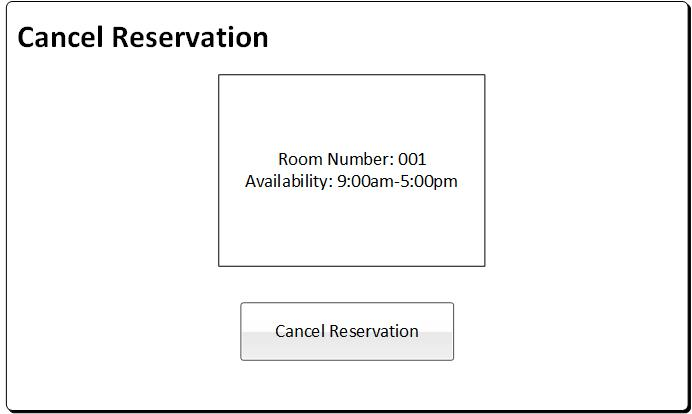 Cancel Reservation
Room Number: 001
Availability: 9:00am-5:00pm
Cancel Reservation